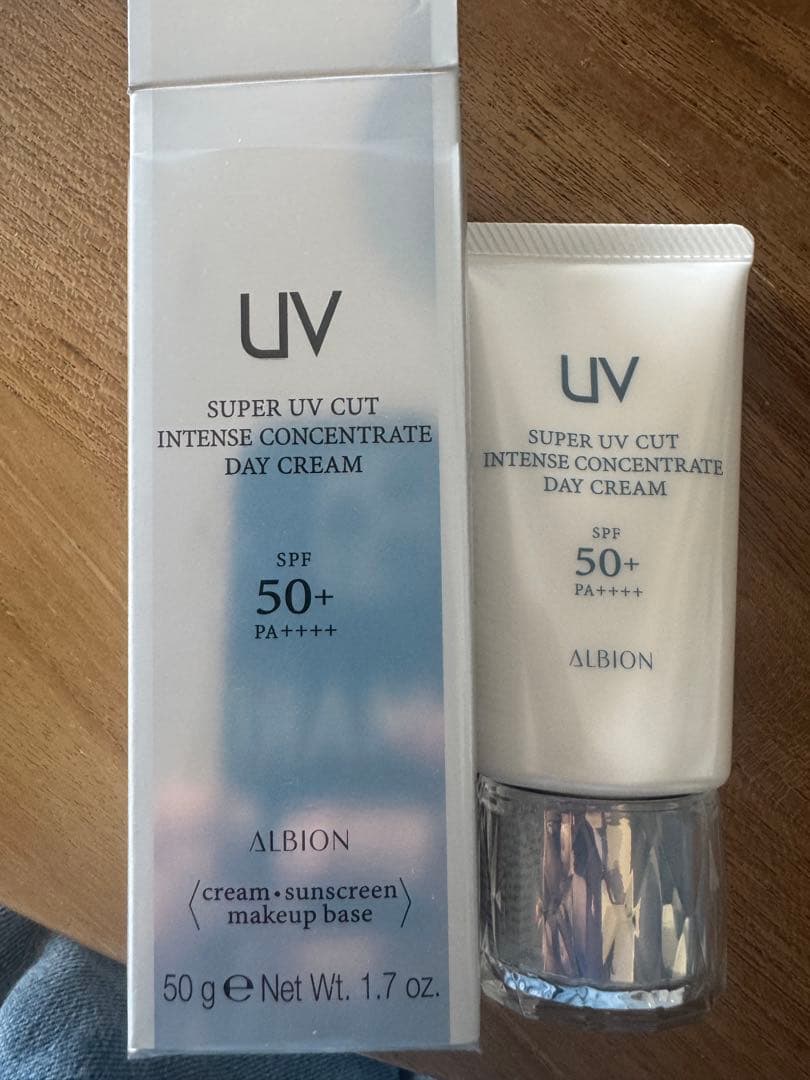 UV
SUPER UV CUT
INTENSE CONCENTRATE
DAY CREAM
SPF
50+
PA++++
ALBION
〈cream・sunscreen
makeup base〉
50 g ℮ Net Wt. 1.7 oz.
UV
SUPER UV CUT
INTENSE CONCENTRATE
DAY CREAM
SPF
50+
PA++++
ALBION